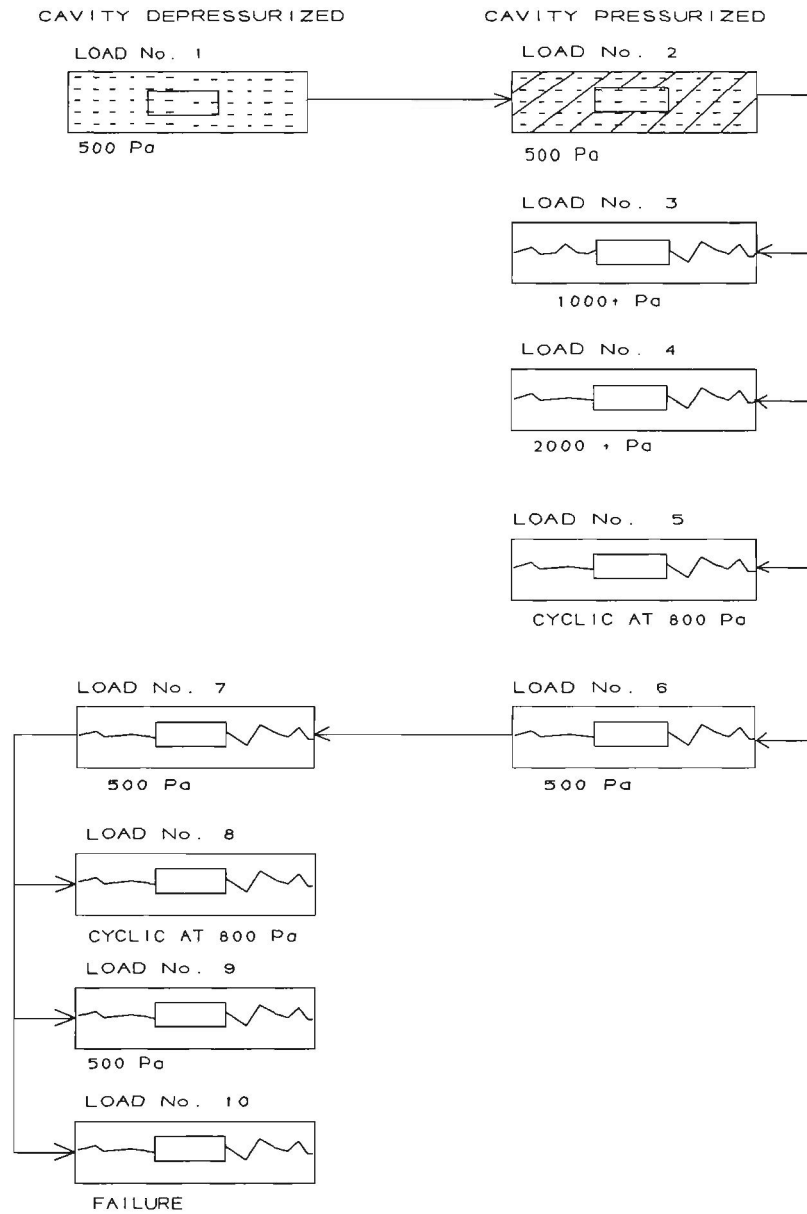 CAVITY DEPRESSURIZED
CAVITY PRESSURIZED
LOAD No. 1
500 Pa
LOAD No. 2
500 Pa
LOAD No. 3
1000+ Pa
LOAD No. 4
2000 + Pa
LOAD No. 5
CYCLIC AT 800 Pa
LOAD No. 6
500 Pa
LOAD No. 7
500 Pa
LOAD No. 8
CYCLIC AT 800 Pa
LOAD No. 9
500 Pa
LOAD No. 10
FAILURE